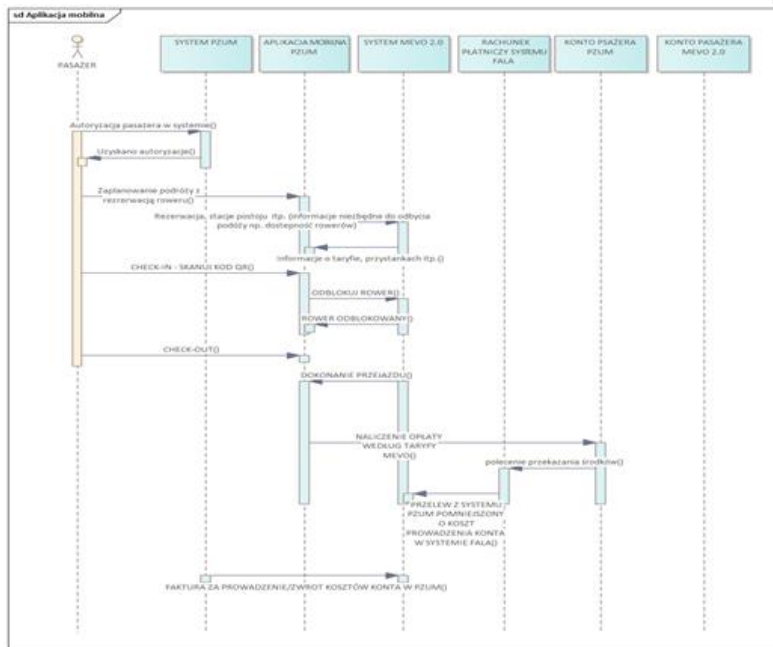 sd Aplikacja mobilna
PASAŻER
SYSTEM PZUM
APLIKACJA MOBILNA
PZUM
SYSTEM MEVO 2.0
RACHUNEK
PŁATNICZY SYSTEMU
FALA
KONTO PSAŻERA
PZUM
KONTO PASAŻERA
MEVO 2.0
Autoryzacja pasażera w systemie()
Uzyskano autoryzację()
Zaplanowanie podróży z
rezrerwacją roweru()
Rezerwacja, stacje postoju itp. (informacje niezbędne do odbycia
podóży np. dostępność rowerów)
informacje o taryfie, przystankach itp.()
CHECK-IN - SKANUJ KOD QR()
ODBLOKUJ ROWER()
ROWER ODBLOKOWANY()
CHECK-OUT()
DOKONANIE PRZEJAZDU()
NALICZENIE OPŁATY
WEDŁUG TARYFY
MEVO()
polecenie przekazania środków()
PRZELEW Z SYSTEMU
PZUM POMNIEJSZONY
O KOSZT
PROWADZENIA KONTA
W SYSTEMIE FALA()
FAKTURA ZA PROWADZENIE/ZWROT KOSZTÓW KONTA W PZUM()